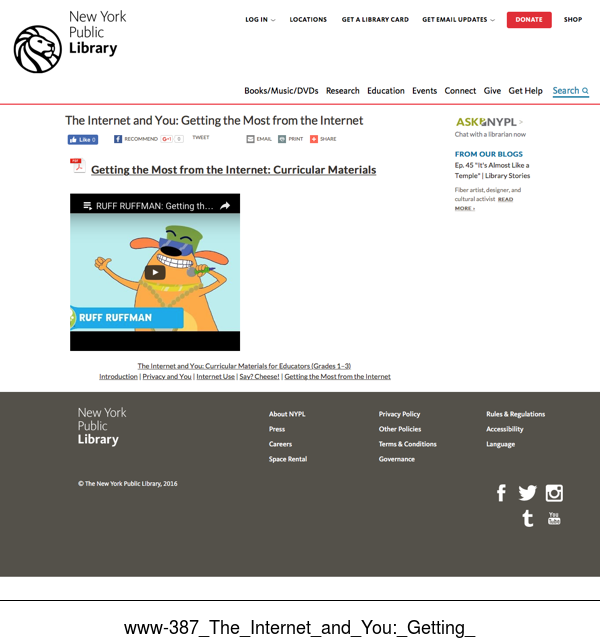 New York
Public
Library
LOG IN
LOCATIONS
GET A LIBRARY CARD
GET EMAIL UPDATES
DONATE
SHOP
Books/Music/DVDs Research Education Events Connect Give Get Help Search
The Internet and You: Getting the Most from the Internet
Like 0
RECOMMEND
G+1 0
TWEET
EMAIL
PRINT
SHARE
ASK NYPL >
Chat with a librarian now
FROM OUR BLOGS
Ep. 45 "It's Almost Like a
Temple" | Library Stories
Fiber artist, designer, and
cultural activist READ
MORE ›
Getting the Most from the Internet: Curricular Materials
RUFF RUFFMAN: Getting th...
RUFF RUFFMAN
The Internet and You: Curricular Materials for Educators (Grades 1–3)
Introduction | Privacy and You | Internet Use | Say? Cheese! | Getting the Most from the Internet
New York
Public
Library
About NYPL
Press
Careers
Space Rental
Privacy Policy
Other Policies
Terms & Conditions
Governance
Rules & Regulations
Accessibility
Language
© The New York Public Library, 2016
You
Tube
www-387_The_Internet_and_You:_Getting_